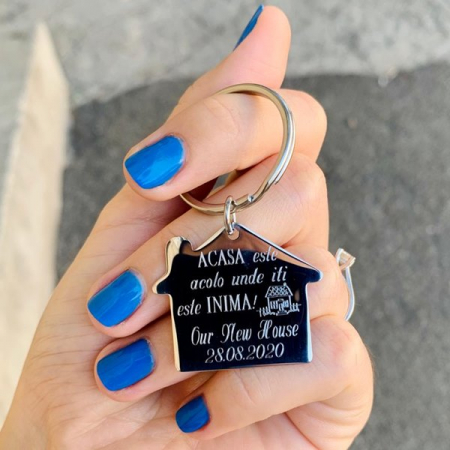 ACASA este
acolo unde iti
este INIMA!
Our New House
28.08.2020